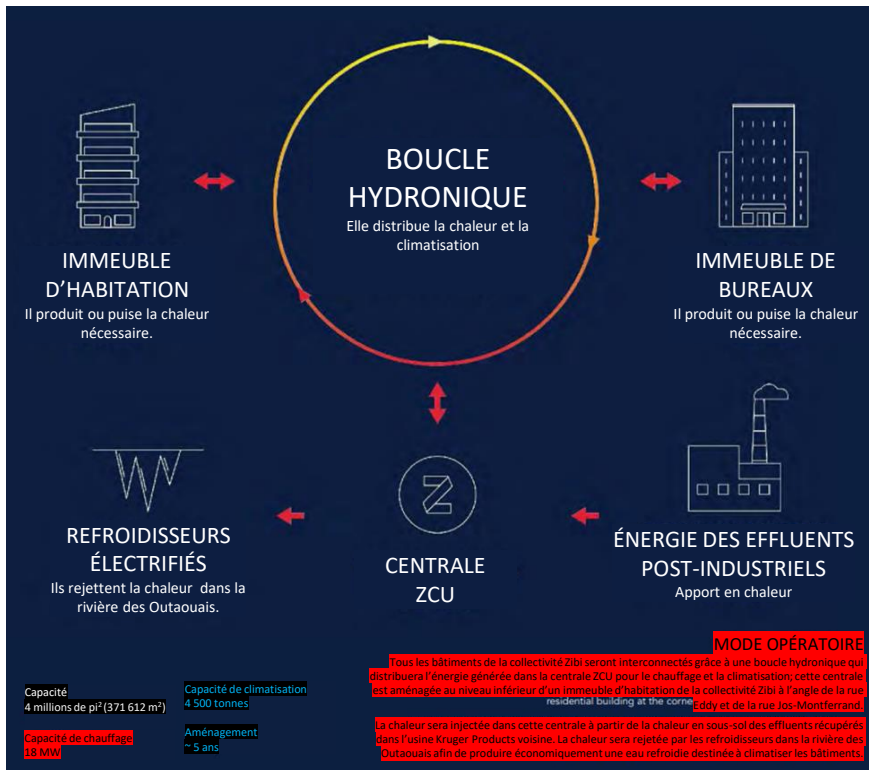 BOUCLE
HYDRONIQUE
Elle distribue la chaleur et la
climatisation
IMMEUBLE
D'HABITATION
Il produit ou puise la chaleur
nécessaire.
IMMEUBLE DE
BUREAUX
Il produit ou puise la chaleur
nécessaire.
REFROIDISSEURS
ÉLECTRIFIÉS
Ils rejettent la chaleur dans la
rivière des Outaouais.
Z
CENTRALE
ZCU
ÉNERGIE DES EFFLUENTS
POST-INDUSTRIELS
Apport en chaleur
Capacité
4 millions de pi² (371 612 m²)
Capacité de chauffage
18 MW
Capacité de climatisation
4 500 tonnes
Aménagement
~ 5 ans
MODE OPÉRATOIRE
Tous les bâtiments de la collectivité Zibi seront interconnectés grâce à une boucle hydronique qui
distribuera l'énergie générée dans la centrale ZCU pour le chauffage et la climatisation; cette centrale
est aménagée au niveau inférieur d'un immeuble d'habitation de la collectivité Zibi à l'angle de la rue
residential building at the corne Eddy et de la rue Jos-Montferrand.
La chaleur sera injectée dans cette centrale à partir de la chaleur en sous-sol des effluents récupérés
dans l'usine Kruger Products voisine. La chaleur sera rejetée par les refroidisseurs dans la rivière des
Outaouais afin de produire économiquement une eau refroidie destinée à climatiser les bâtiments.